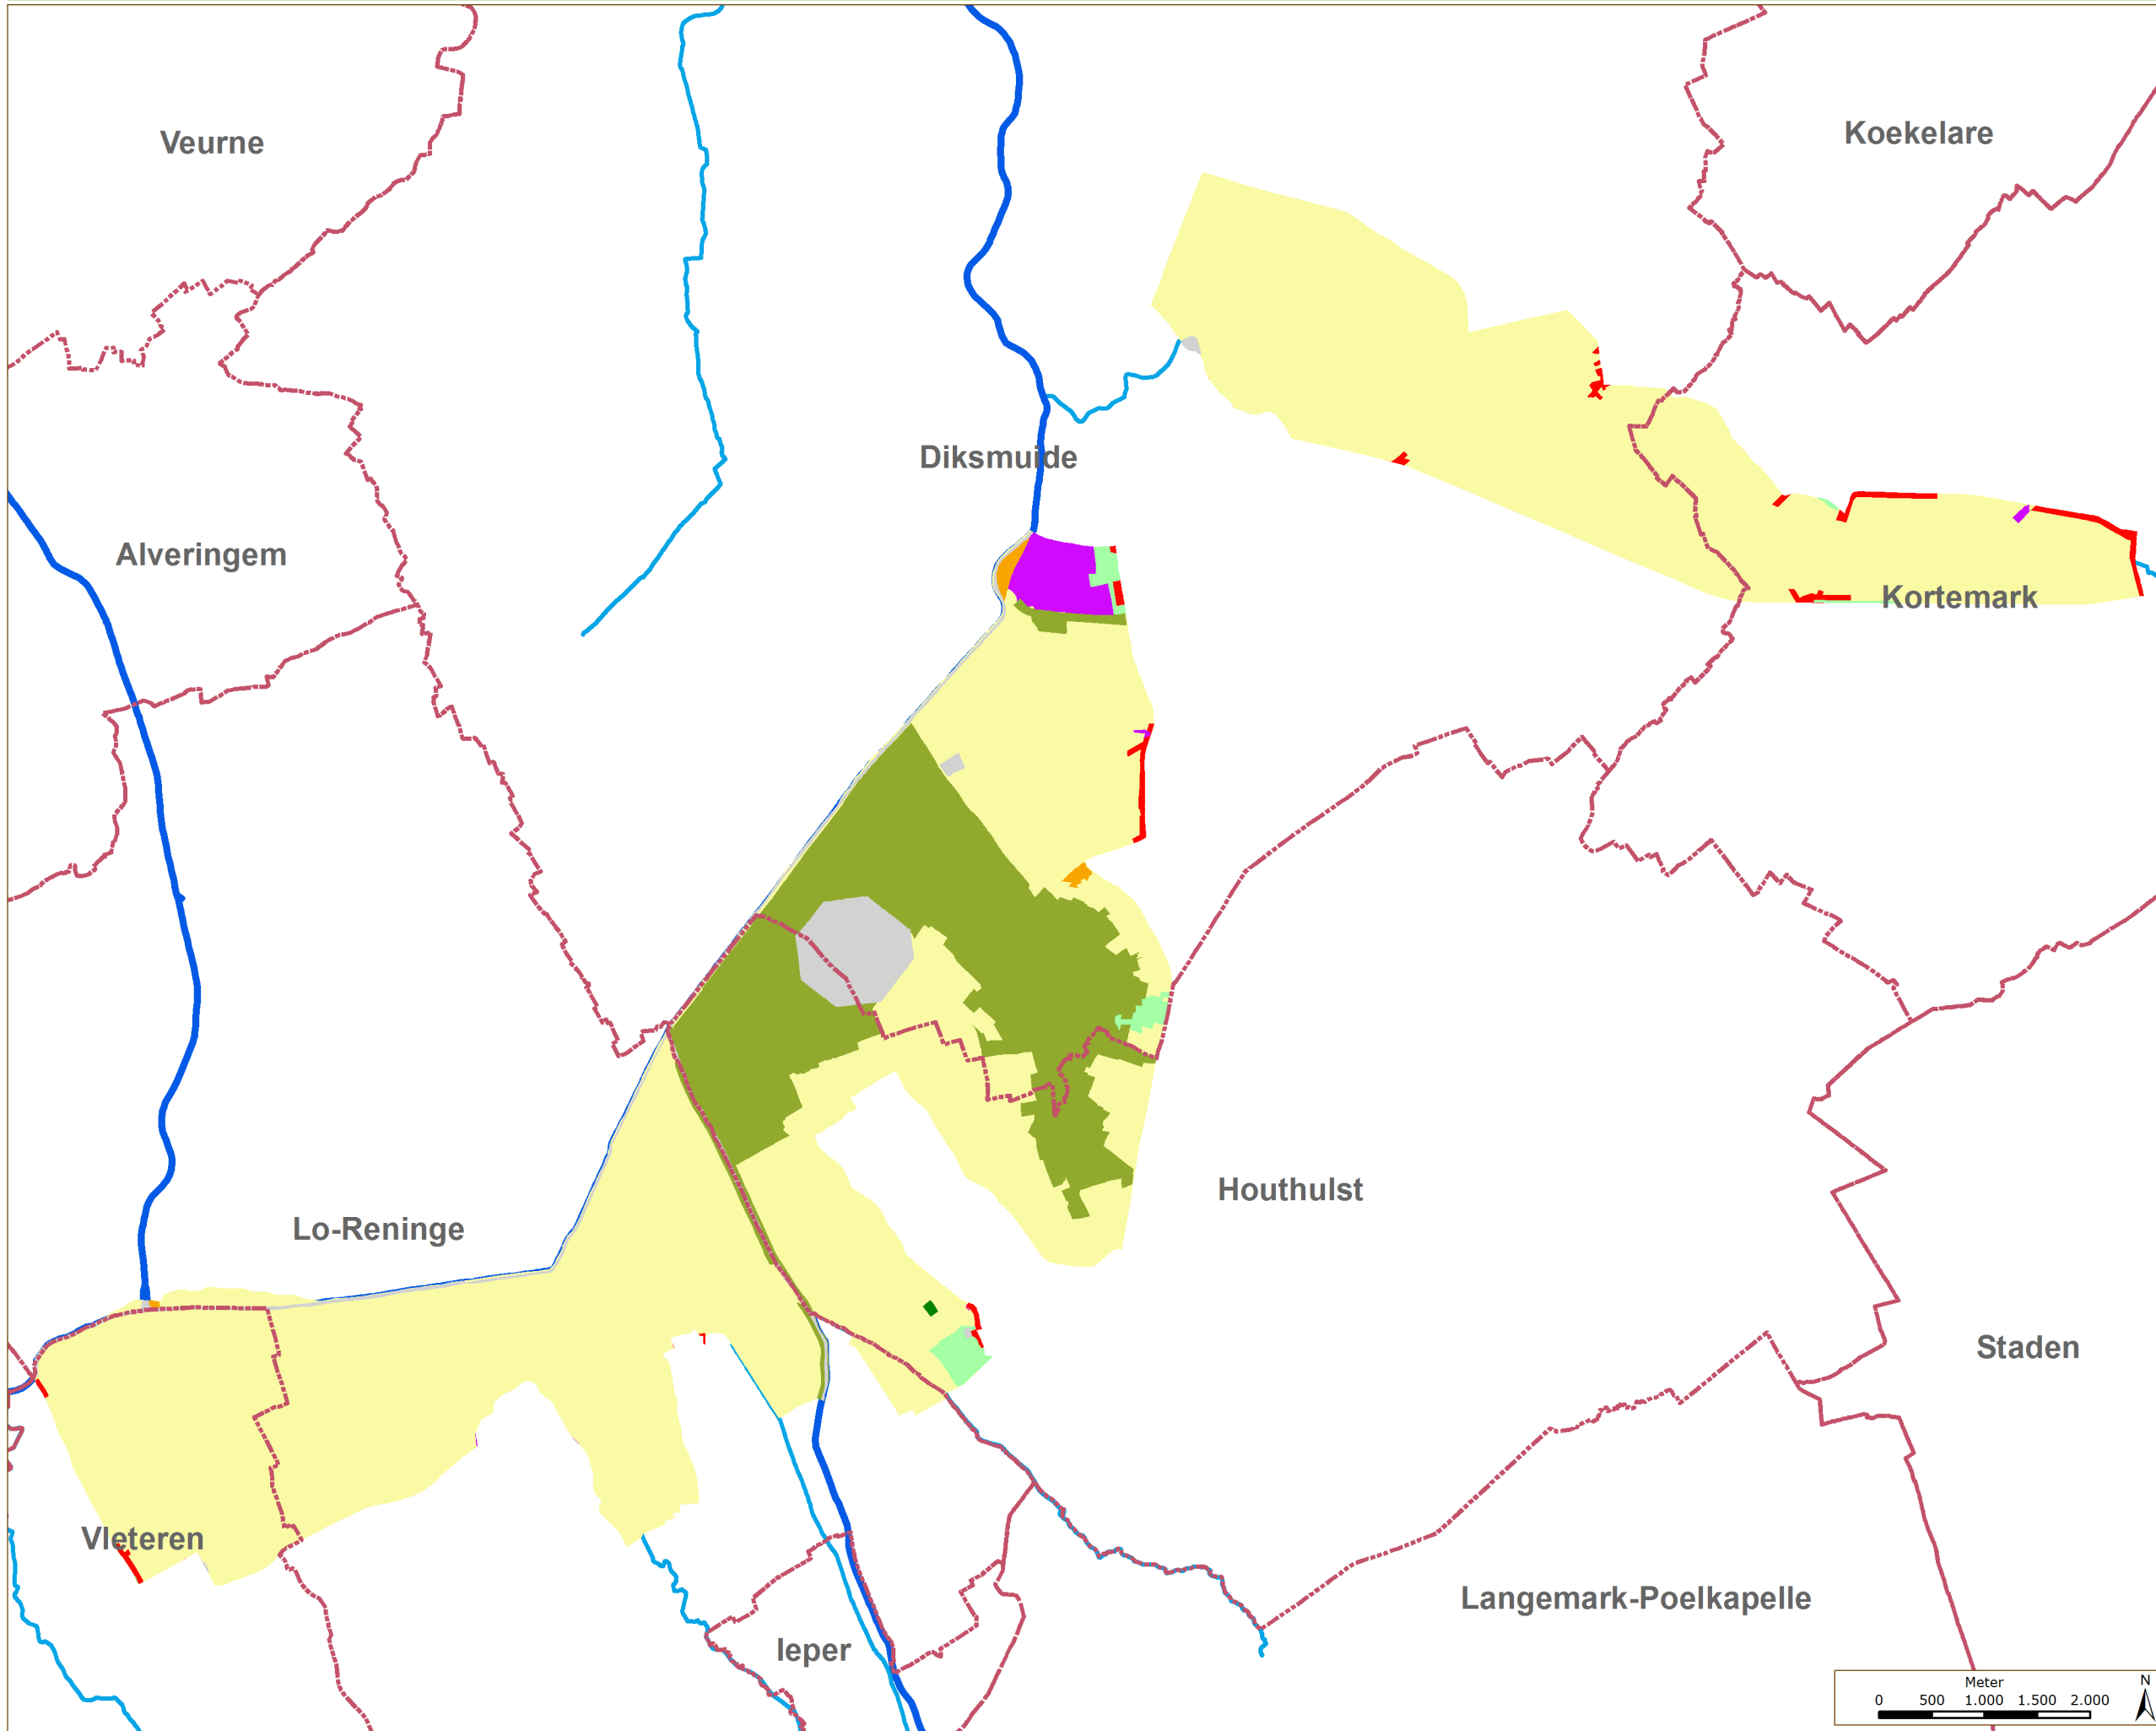 Koekelare
Veurne
Diksmuide
Alveringem
Kortemark
Houthulst
Lo-Reninge
Staden
Vleteren
Langemark-Poelkapelle
Ieper
Meter
N
0 500 1.000 1.500 2.000